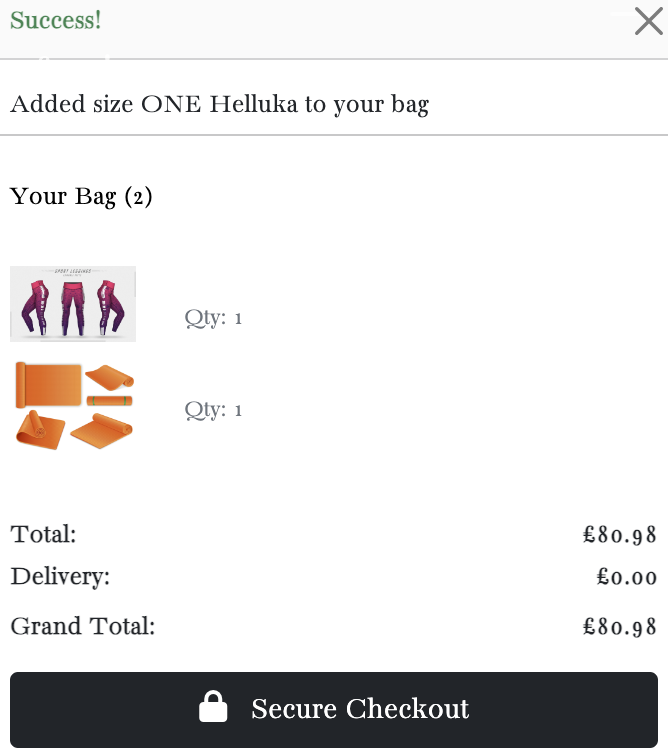 Success!
Added size ONE Helluka to your bag
Your Bag (2)
SPORT LEGGINGS
Qty: 1
Qty: 1
Total: £80.98
Delivery: £0.00
Grand Total: £80.98
Secure Checkout